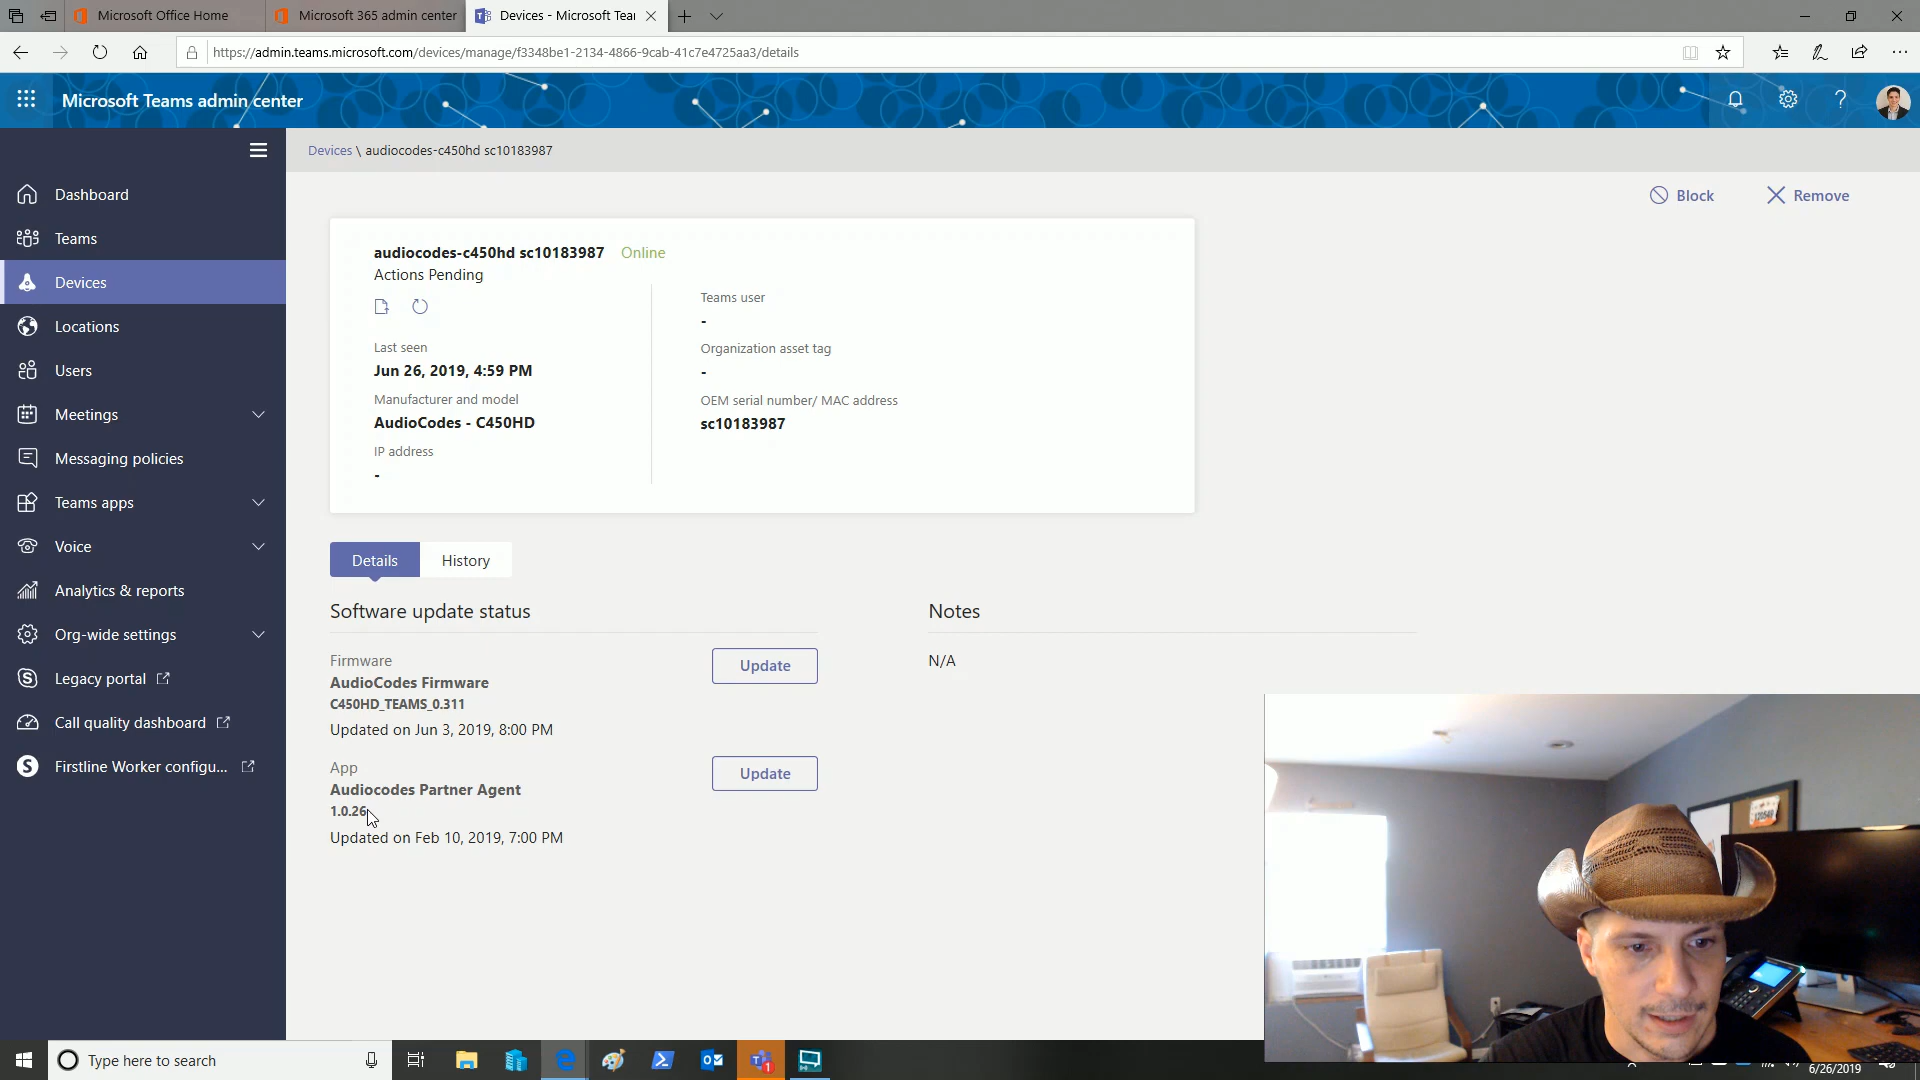 Microsoft Office Home
Microsoft 365 admin center
Devices - Microsoft Tea
https://admin.teams.microsoft.com/devices/manage/f3348be1-2134-4866-9cab-41c7e4725aa3/details
Microsoft Teams admin center
Devices \ audiocodes-c450hd sc10183987
Dashboard
Teams
Devices
Locations
Users
Meetings
Messaging policies
Teams apps
Voice
Analytics & reports
Org-wide settings
Legacy portal
Call quality dashboard
Firstline Worker configu...
Block
Remove
audiocodes-c450hd sc10183987 Online
Actions Pending
Last seen
Jun 26, 2019, 4:59 PM
Manufacturer and model
AudioCodes - C450HD
IP address
-
Teams user
-
Organization asset tag
-
OEM serial number/ MAC address
sc10183987
Details
History
Software update status
Firmware
AudioCodes Firmware
C450HD_TEAMS_0.311
Updated on Jun 3, 2019, 8:00 PM
Update
App
Audiocodes Partner Agent
1.0.26
Updated on Feb 10, 2019, 7:00 PM
Update
Notes
N/A
Type here to search
6/26/2019